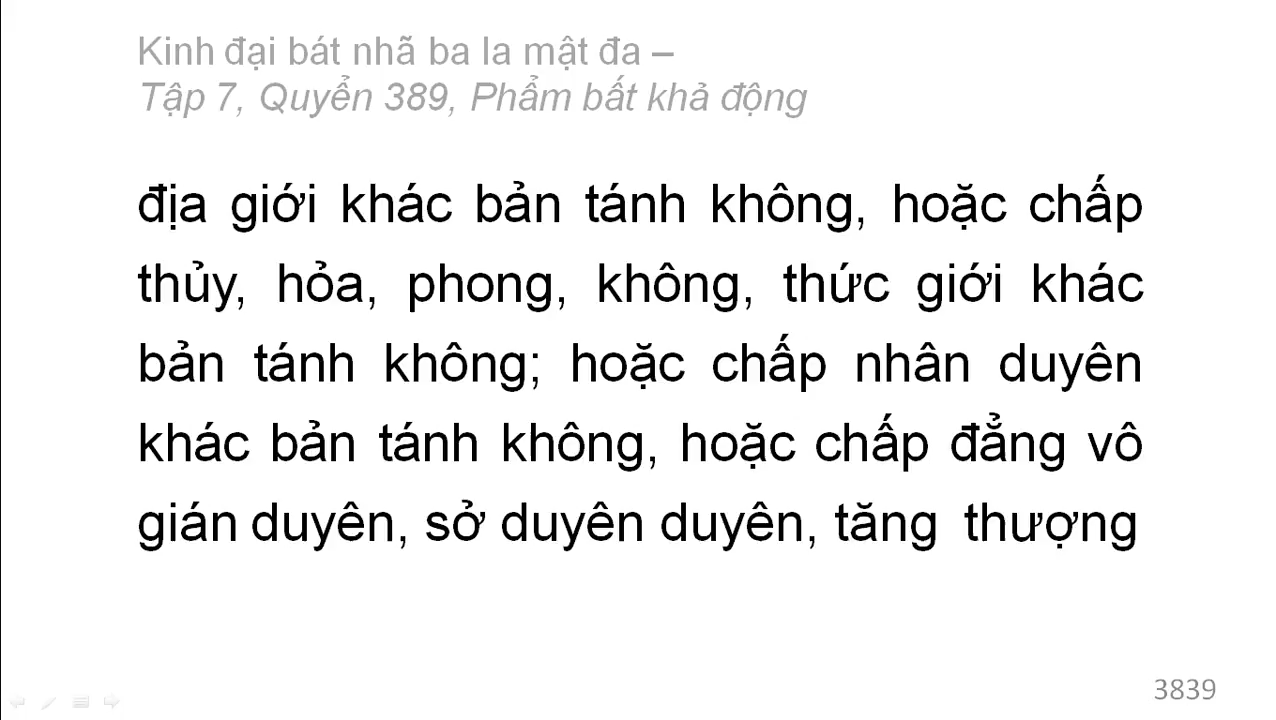 Kinh đại bát nhã ba la mật đa –
Tập 7, Quyển 389, Phẩm bất khả động
địa giới khác bản tánh không, hoặc chấp
thủy, hỏa, phong, không, thức giới khác
bản tánh không; hoặc chấp nhân duyên
khác bản tánh không, hoặc chấp đẳng vô
gián duyên, sở duyên duyên, tăng thượng
3839